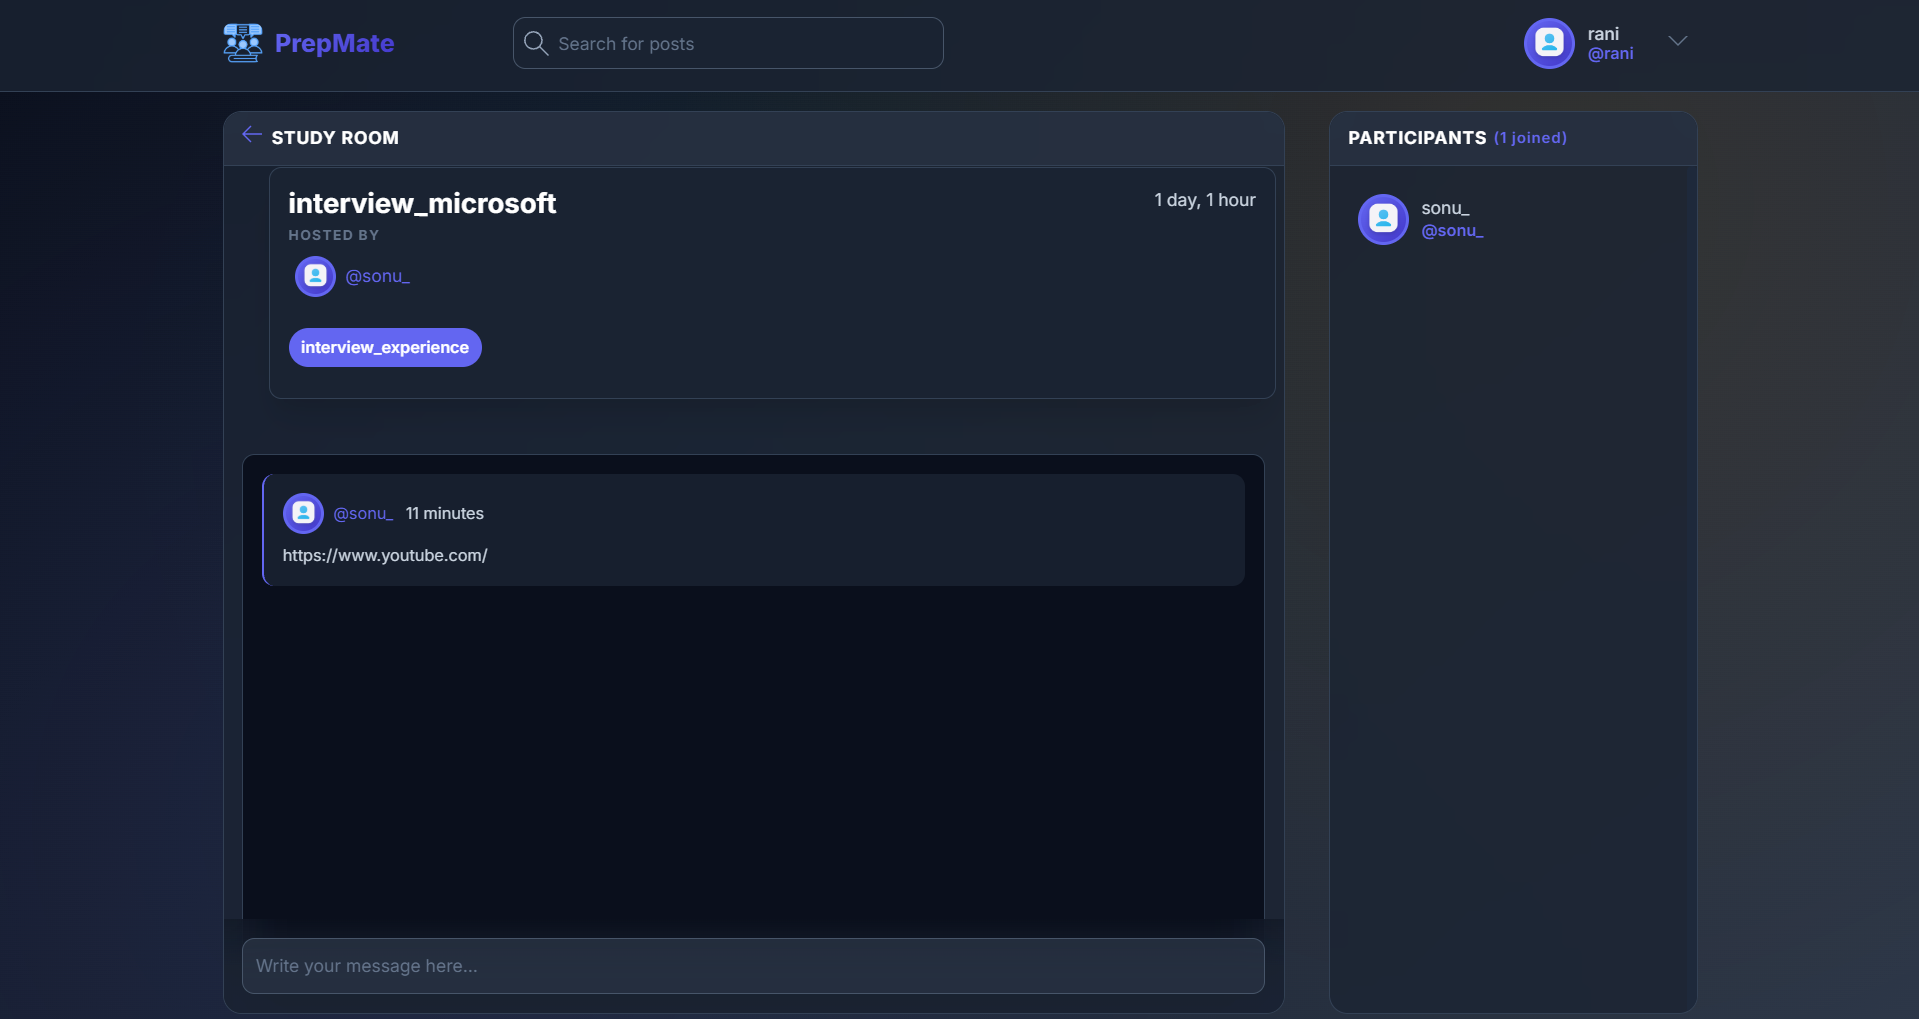 PrepMate
Search for posts
rani
@rani
STUDY ROOM
interview_microsoft
1 day, 1 hour
HOSTED BY
@sonu_
interview_experience
@sonu_ 11 minutes
https://www.youtube.com/
Write your message here...
PARTICIPANTS (1 joined)
sonu_
@sonu_